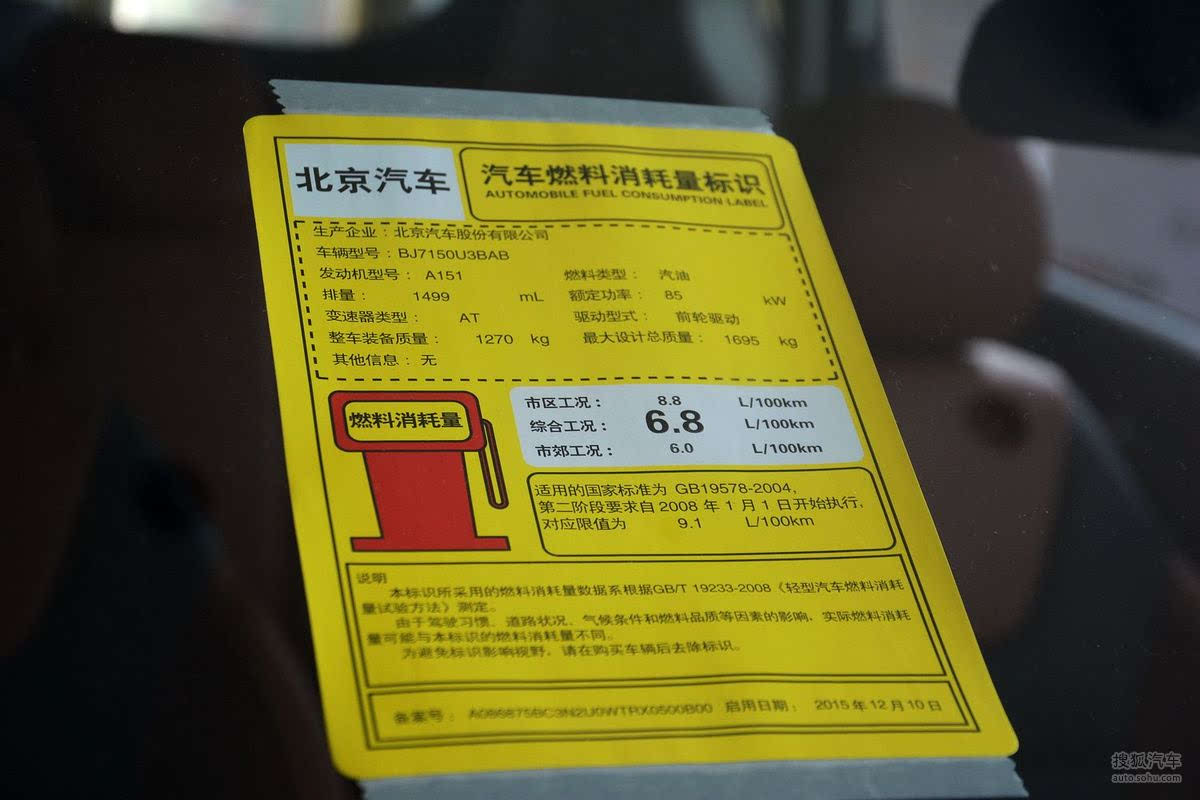 北京汽车
汽车燃料消耗量标识
AUTOMOBILE FUEL CONSUMPTION LABEL
生产企业：北京汽车股份有限公司
车辆型号：BJ7150U3BAB
发动机型号： A151 燃料类型： 汽油
排量： 1499 mL 额定功率： 85 kW
变速器类型： AT 驱动型式： 前轮驱动
整车装备质量： 1270 kg 最大设计总质量： 1695 kg
其他信息：无
燃料消耗量
市区工况： 8.8 L/100km
综合工况： 6.8 L/100km
市郊工况： 6.0 L/100km
适用的国家标准为 GB19578-2004,
第二阶段要求自 2008 年 1 月 1 日开始执行,
对应限值为 9.1 L/100km
说明
本标识所采用的燃料消耗量数据系根据GB/T 19233-2008《轻型汽车燃料消耗
量试验方法》测定。
由于驾驶习惯、道路状况、气候条件和燃料品质等因素的影响，实际燃料消耗
量可能与本标识的燃料消耗量不同。
为避免标识影响视野，请在购买车辆后去除标识。
备案号： 启用日期： 2015 年 12 月 10 日
搜狐汽车
auto.sohu.com